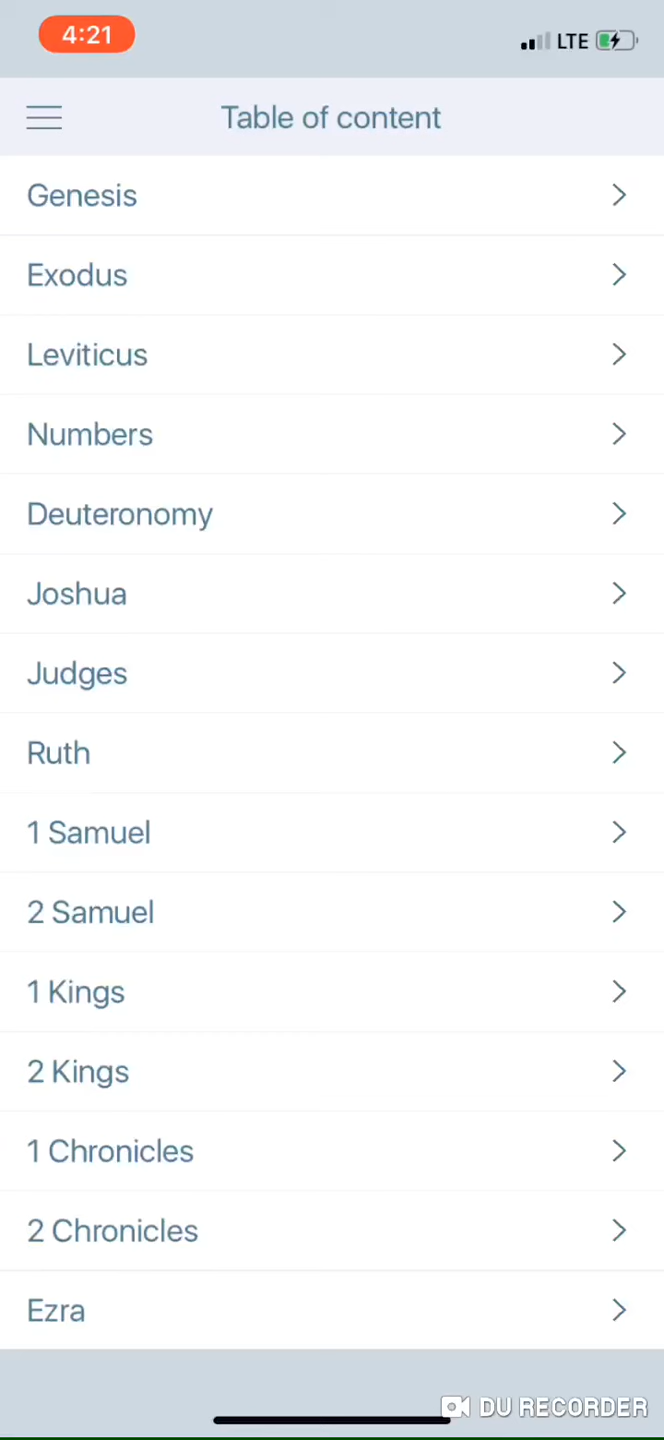 4:21
LTE
Table of content
Genesis
Exodus
Leviticus
Numbers
Deuteronomy
Joshua
Judges
Ruth
1 Samuel
2 Samuel
1 Kings
2 Kings
1 Chronicles
2 Chronicles
Ezra
DU RECORDER